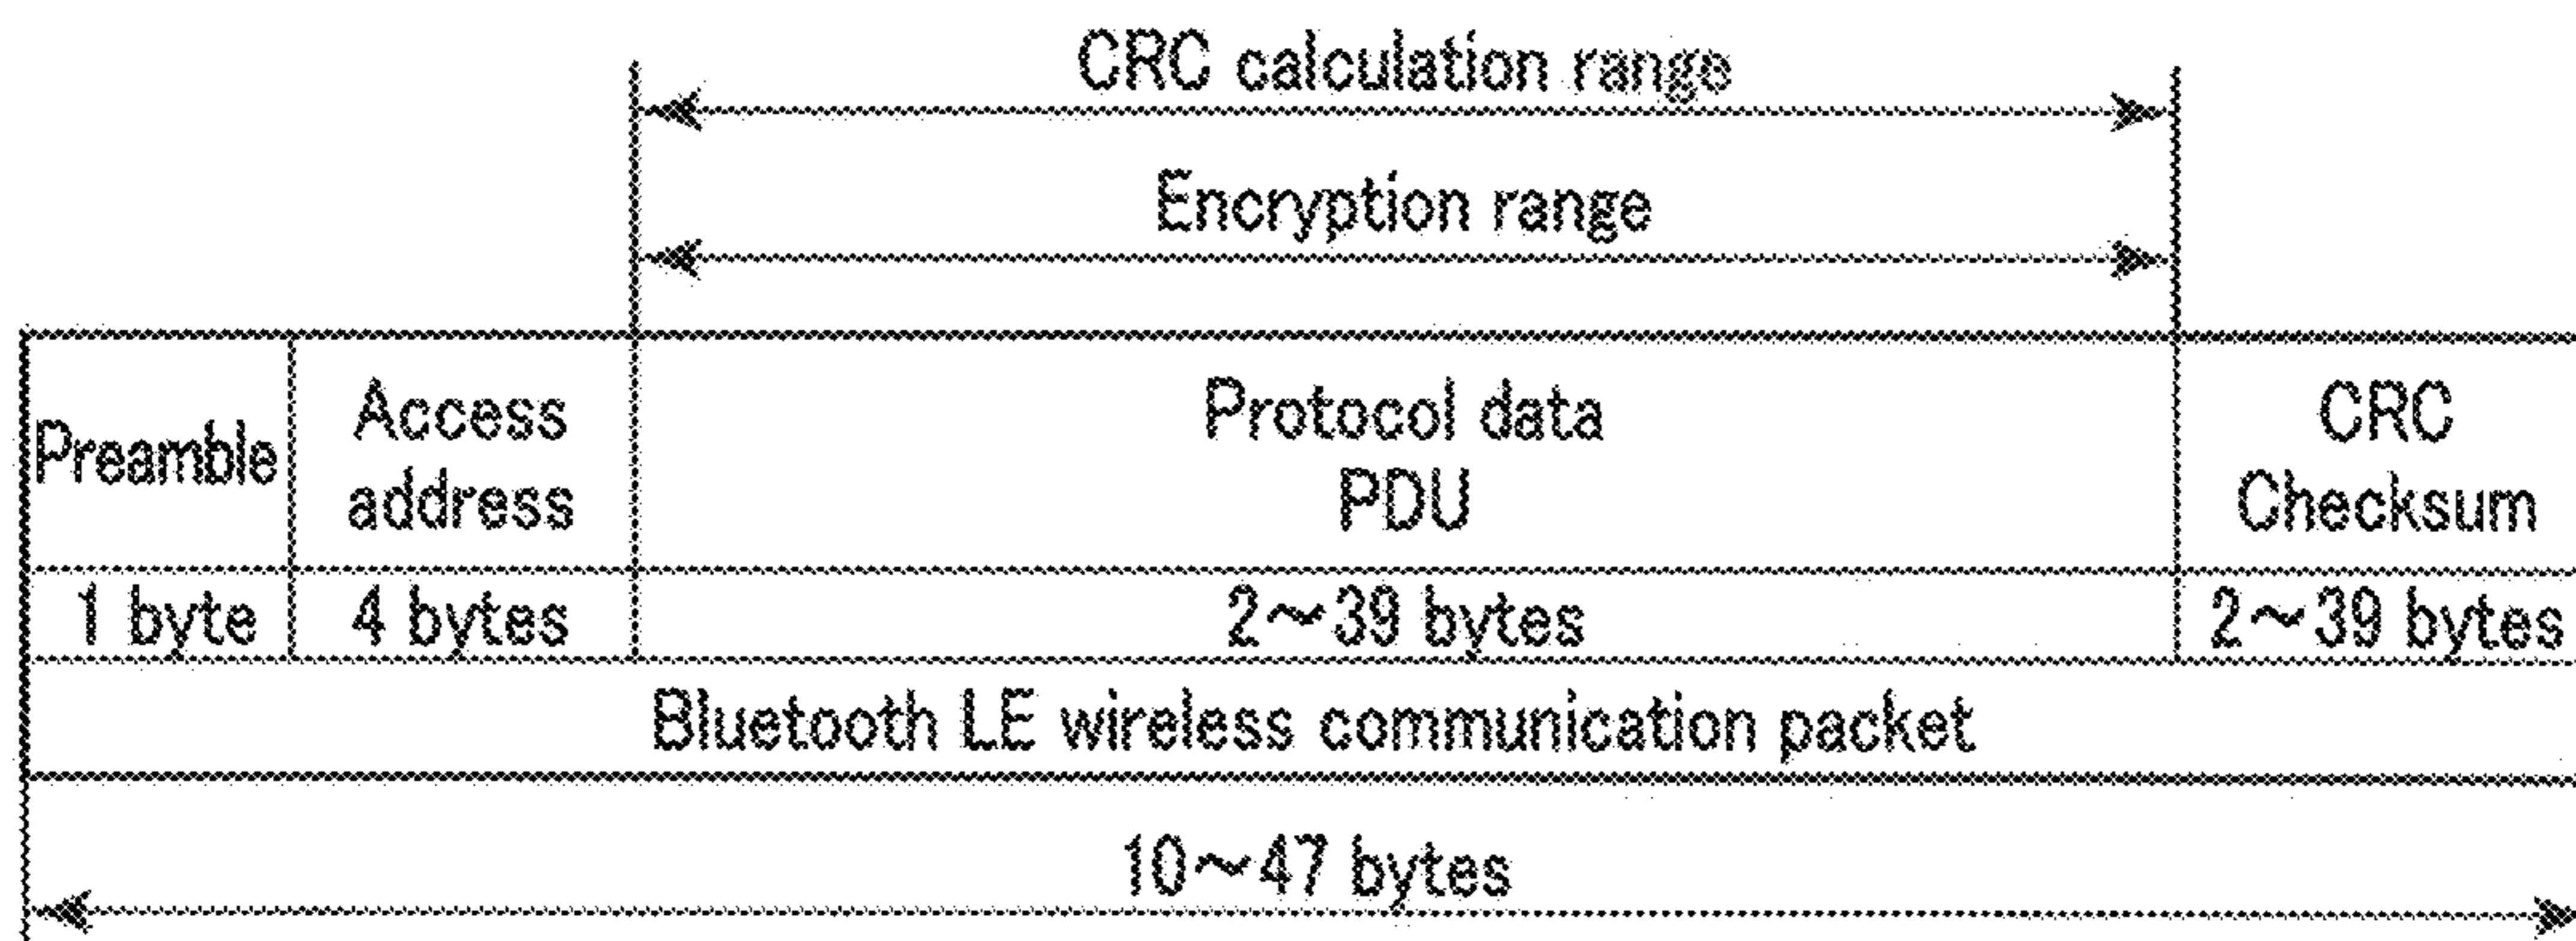 CRC calculation range
Encryption range
Preamble
Access
address
Protocol data
PDU
CRC
Checksum
1 byte
4 bytes
2～39 bytes
2～39 bytes
Bluetooth LE wireless communication packet
10～47 bytes